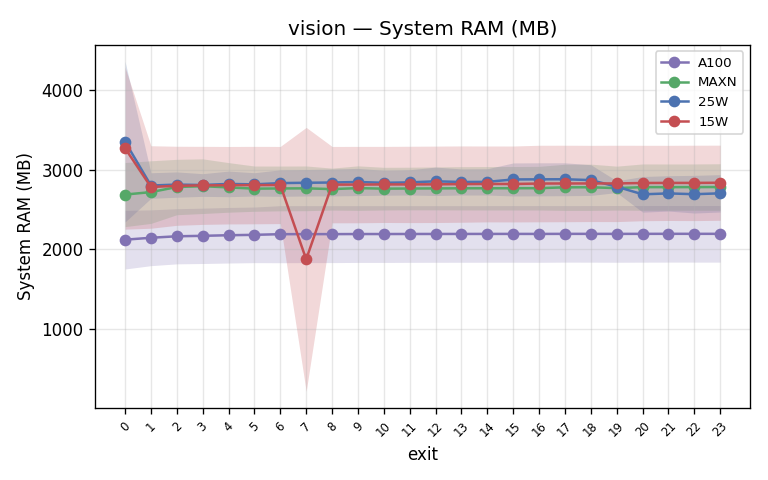 vision — System RAM (MB)
System RAM (MB)
4000
3000
2000
1000
A100
MAXN
25W
15W
0 1 2 3 4 5 6 7 8 9 10 11 12 13 14 15 16 17 18 19 20 21 22 23
exit